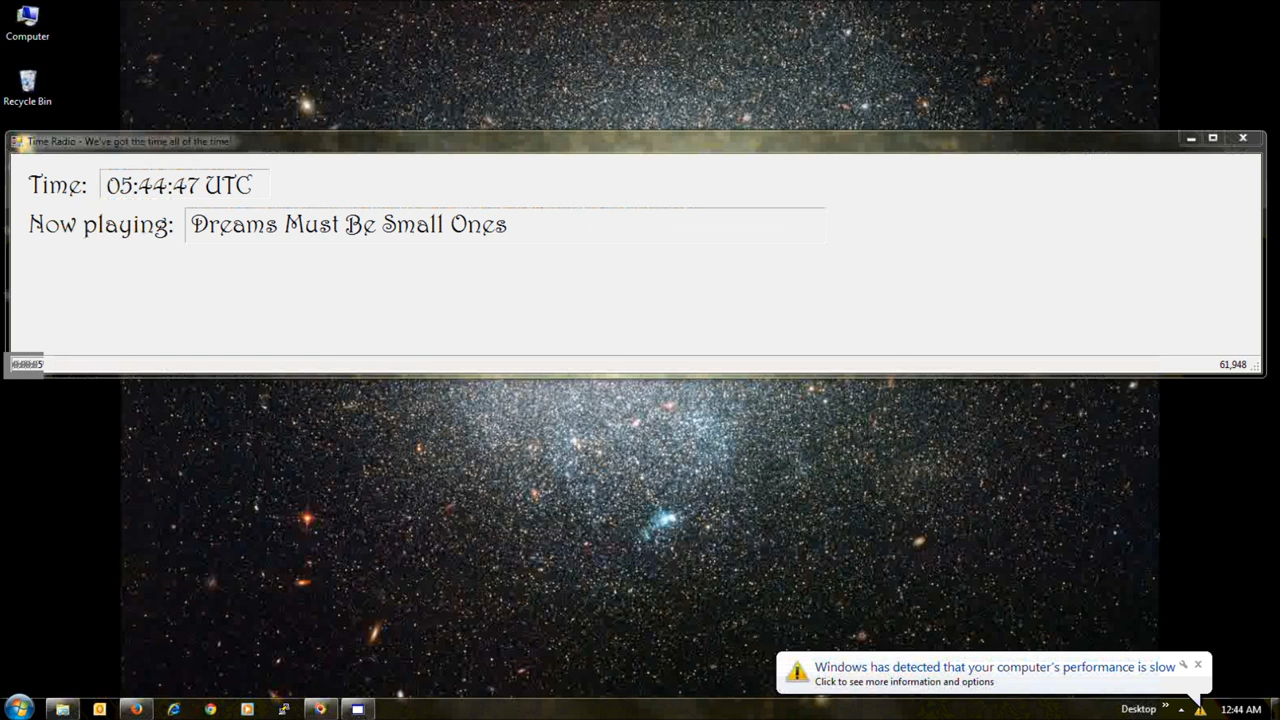 Computer
Recycle Bin
Time Radio - We've got the time all of the time!
Time: 05:44:47 UTC
Now playing: Dreams Must Be Small Ones
61,948
Windows has detected that your computer's performance is slow
Click to see more information and options
Desktop
12:44 AM